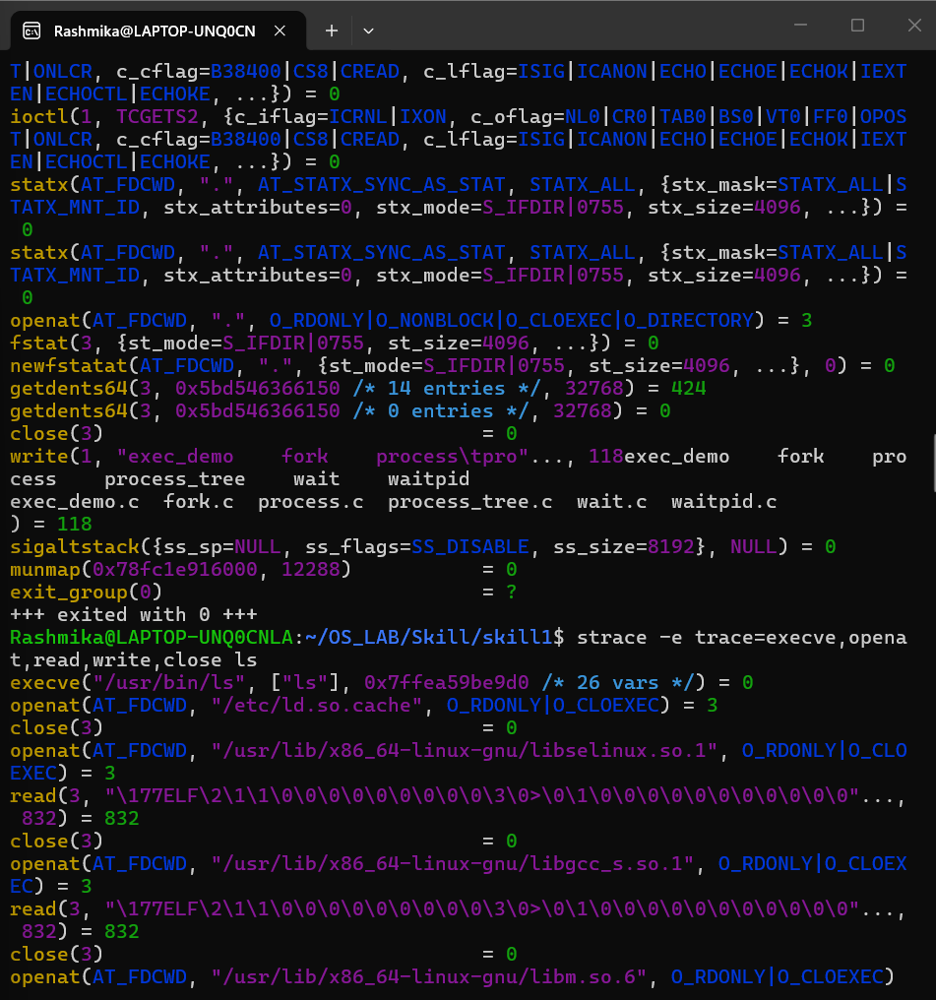 Rashmika@LAPTOP-UNQ0CN
T|ONLCR, c_cflag=B38400|CS8|CREAD, c_lflag=ISIG|ICANON|ECHO|ECHOE|ECHOK|IEXT
EN|ECHOCTL|ECHOKE, ...}) = 0
ioctl(1, TCGETS2, {c_iflag=ICRNL|IXON, c_oflag=NL0|CR0|TAB0|BS0|VT0|FF0|OPOS
T|ONLCR, c_cflag=B38400|CS8|CREAD, c_lflag=ISIG|ICANON|ECHO|ECHOE|ECHOK|IEXT
EN|ECHOCTL|ECHOKE, ...}) = 0
statx(AT_FDCWD, ".", AT_STATX_SYNC_AS_STAT, STATX_ALL, {stx_mask=STATX_ALL|S
TATX_MNT_ID, stx_attributes=0, stx_mode=S_IFDIR|0755, stx_size=4096, ...}) =
 0
statx(AT_FDCWD, ".", AT_STATX_SYNC_AS_STAT, STATX_ALL, {stx_mask=STATX_ALL|S
TATX_MNT_ID, stx_attributes=0, stx_mode=S_IFDIR|0755, stx_size=4096, ...}) =
 0
openat(AT_FDCWD, ".", O_RDONLY|O_NONBLOCK|O_CLOEXEC|O_DIRECTORY) = 3
fstat(3, {st_mode=S_IFDIR|0755, st_size=4096, ...}) = 0
newfstatat(AT_FDCWD, ".", {st_mode=S_IFDIR|0755, st_size=4096, ...}, 0) = 0
getdents64(3, 0x5bd546366150 /* 14 entries */, 32768) = 424
getdents64(3, 0x5bd546366150 /* 0 entries */, 32768) = 0
close(3)                                = 0
write(1, "exec_demo    fork    process\tpro"..., 118exec_demo    fork    pro
cess    process_tree    wait    waitpid
exec_demo.c  fork.c  process.c  process_tree.c  wait.c  waitpid.c
) = 118
sigaltstack({ss_sp=NULL, ss_flags=SS_DISABLE, ss_size=8192}, NULL) = 0
munmap(0x78fc1e916000, 12288)           = 0
exit_group(0)                           = ?
+++ exited with 0 +++
Rashmika@LAPTOP-UNQ0CNLA:~/OS_LAB/Skill/skill1$ strace -e trace=execve,opena
t,read,write,close ls
execve("/usr/bin/ls", ["ls"], 0x7ffea59be9d0 /* 26 vars */) = 0
openat(AT_FDCWD, "/etc/ld.so.cache", O_RDONLY|O_CLOEXEC) = 3
close(3)                                = 0
openat(AT_FDCWD, "/usr/lib/x86_64-linux-gnu/libselinux.so.1", O_RDONLY|O_CLO
EXEC) = 3
read(3, "\177ELF\2\1\1\0\0\0\0\0\0\0\0\0\3\0>\0\1\0\0\0\0\0\0\0\0\0\0\0"...,
 832) = 832
close(3)                                = 0
openat(AT_FDCWD, "/usr/lib/x86_64-linux-gnu/libgcc_s.so.1", O_RDONLY|O_CLOEX
EC) = 3
read(3, "\177ELF\2\1\1\0\0\0\0\0\0\0\0\0\3\0>\0\1\0\0\0\0\0\0\0\0\0\0\0"...,
 832) = 832
close(3)                                = 0
openat(AT_FDCWD, "/usr/lib/x86_64-linux-gnu/libm.so.6", O_RDONLY|O_CLOEXEC)